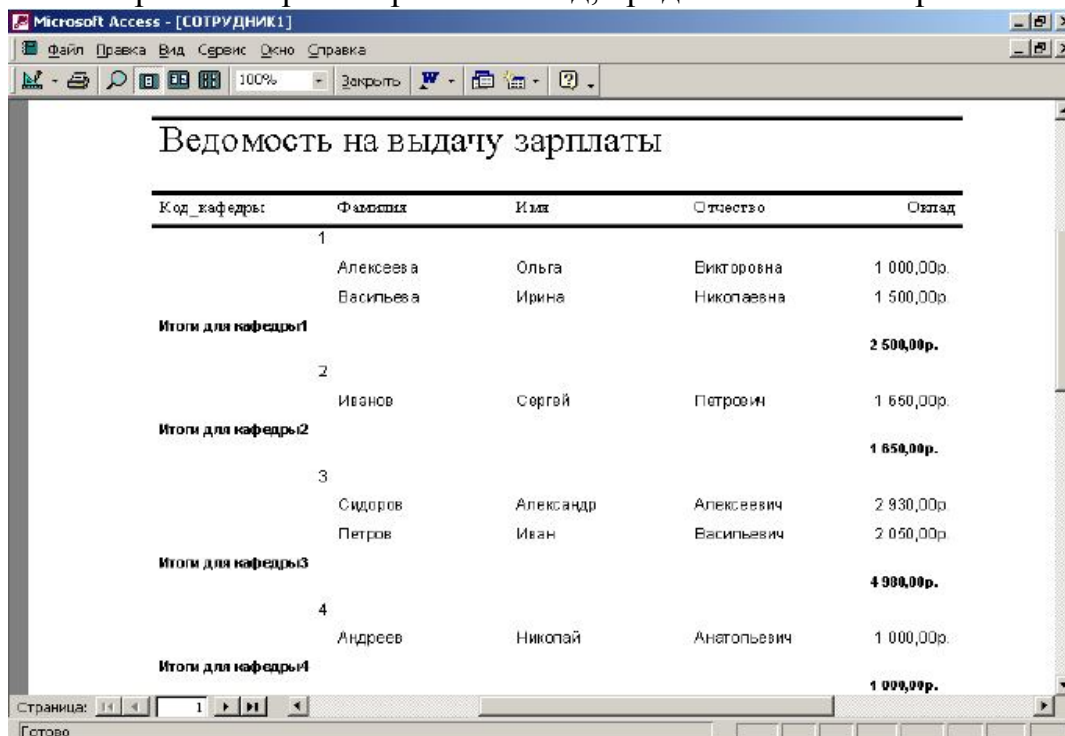 Microsoft Access - [СОТРУДНИК1]
Файл Правка Вид Сервис Окно Справка
100% Закрыть
Ведомость на выдачу зарплаты
Код_кафедры Фамилия Имя Отчество Оклад
1
Алексеева Ольга Викторовна 1 000,00р.
Васильева Ирина Николаевна 1 500,00р.
Итоги для кафедры1
2 500,00р.
2
Иванов Сергей Петрович 1 650,00р.
Итоги для кафедры2
1 650,00р.
3
Сидоров Александр Алексеевич 2 930,00р.
Петров Иван Васильевич 2 050,00р.
Итоги для кафедры3
4 980,00р.
4
Андреев Николай Анатольевич 1 000,00р.
Итоги для кафедры4
1 000,00р.
Страница: 1
Готово